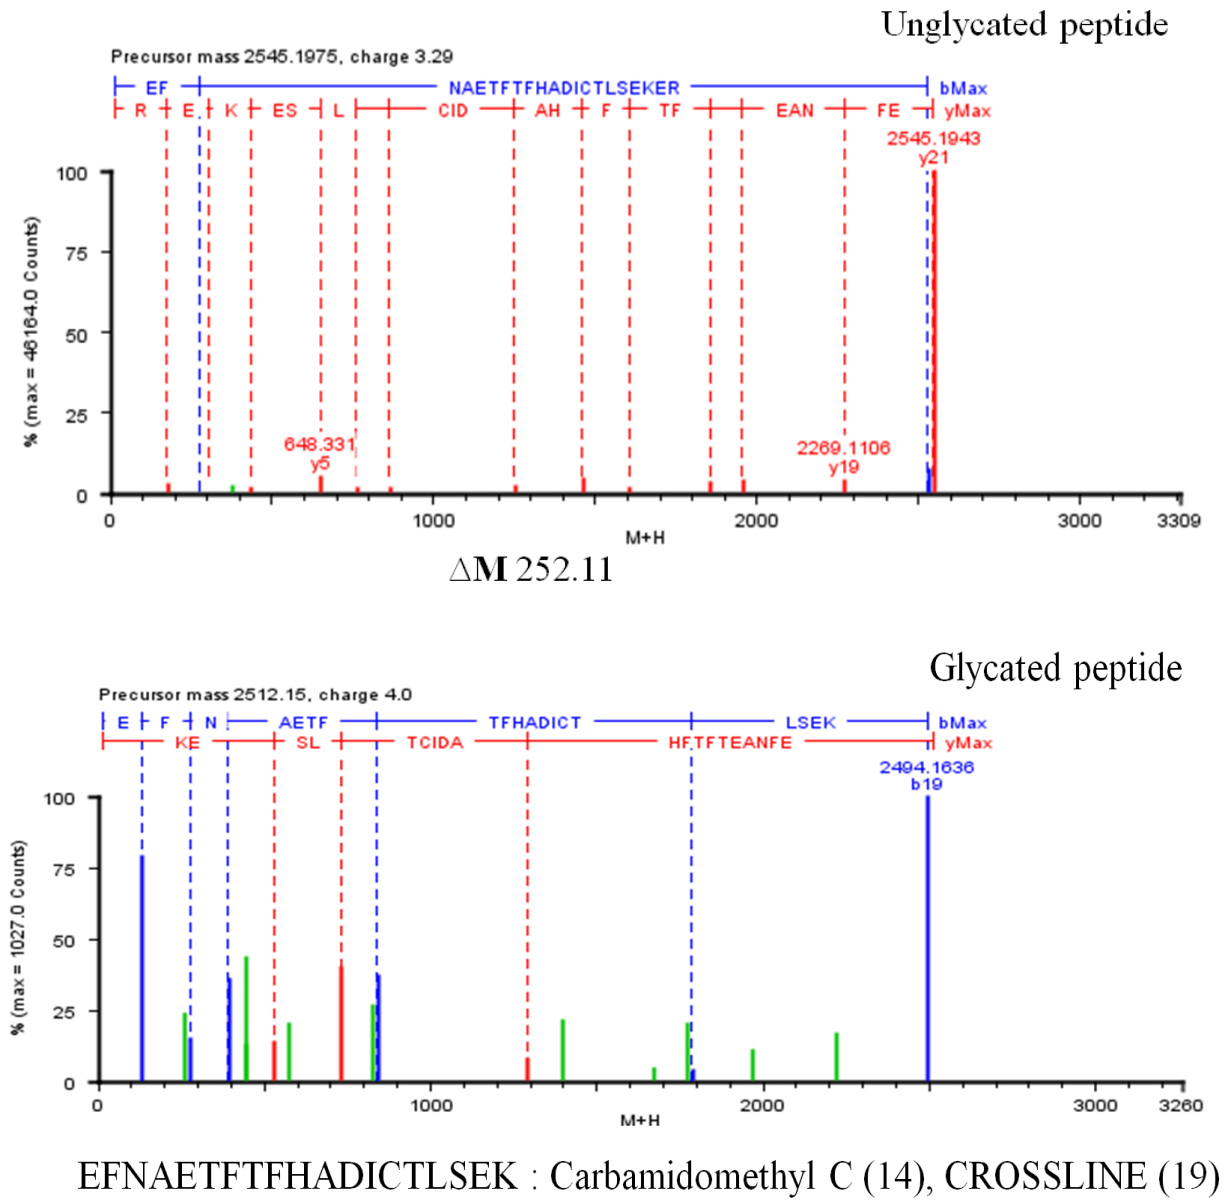 Unglycated peptide
Precursor mass 2545.1975, charge 3.29
EF NAETFTFHADICTLSEKER bMax
R E K ES L CID AH F TF EAN FE yMax
2545.1943
y21
100
75
50
25
0
% (max = 46164.0 Counts)
648.331
y5
2269.1106
y19
0 1000 2000 3000 3309
M+H
ΔM 252.11
Glycated peptide
Precursor mass 2512.15, charge 4.0
E F N AETF TFHADICT LSEK bMax
KE SL TCIDA HFTFTEANFE yMax
2494.1636
b19
100
75
50
25
0
% (max = 1027.0 Counts)
0 1000 2000 3000 3260
M+H
EFNAETFTFHADICTLSEK : Carbamidomethyl C (14), CROSSLINE (19)